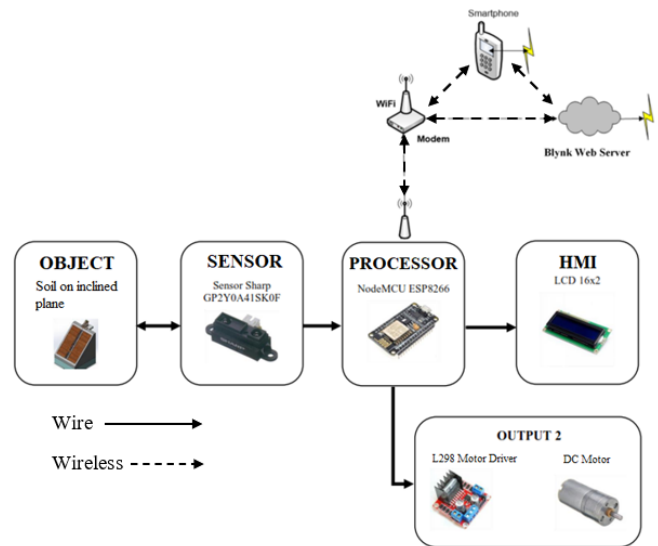 Smartphone
WiFi
Modem
Blynk Web Server
OBJECT
Soil on inclined
plane
SENSOR
Sensor Sharp
GP2Y0A41SK0F
PROCESSOR
NodeMCU ESP8266
HMI
LCD 16x2
Wire
Wireless
OUTPUT 2
L298 Motor Driver
DC Motor